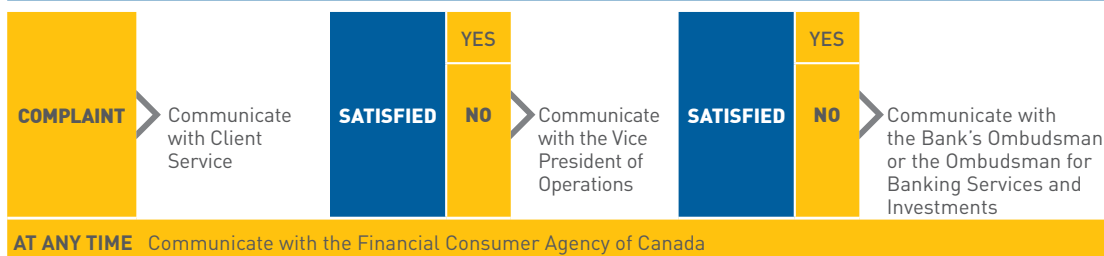 COMPLAINT
Communicate
with Client
Service
SATISFIED
YES
NO
Communicate
with the Vice
President of
Operations
SATISFIED
YES
NO
Communicate with
the Bank's Ombudsman
or the Ombudsman for
Banking Services and
Investments
AT ANY TIME Communicate with the Financial Consumer Agency of Canada